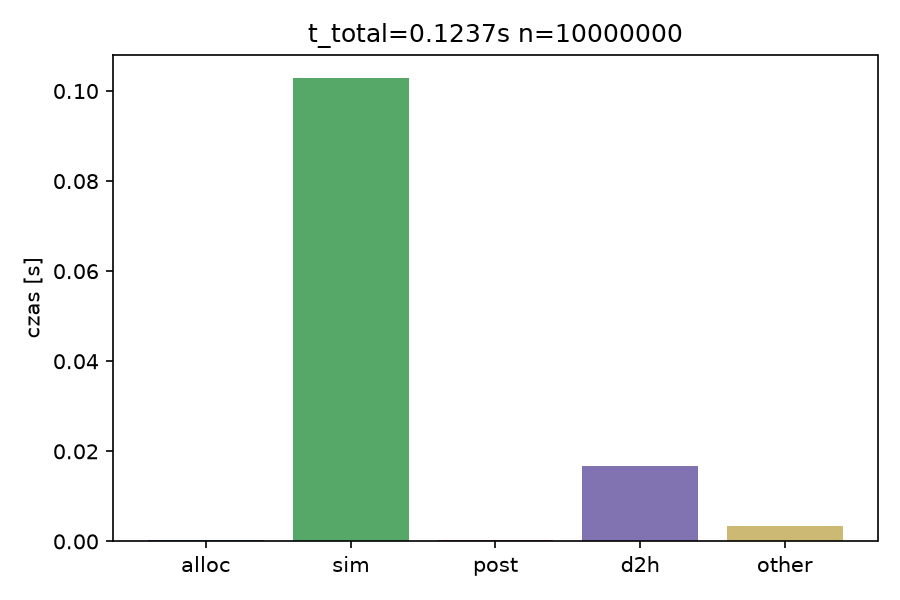 t_total=0.1237s n=10000000
czas [s]
0.10
0.08
0.06
0.04
0.02
0.00
alloc sim post d2h other